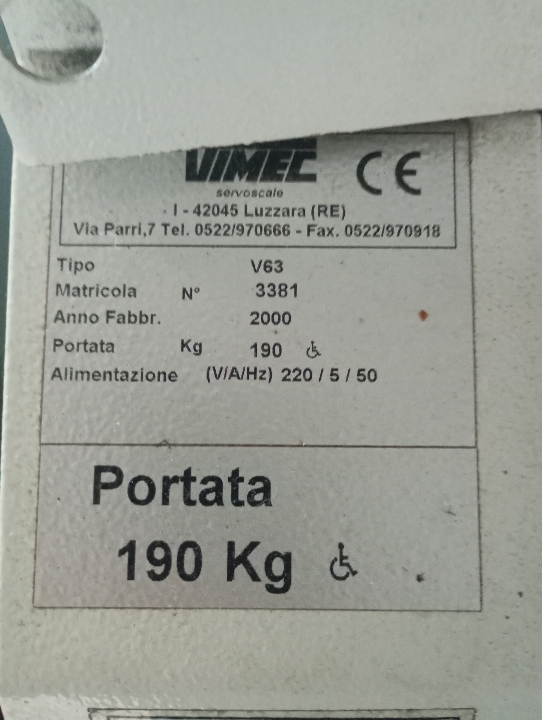 VIMEC
CE
servoscale
I - 42045 Luzzara (RE)
Via Parri,7 Tel. 0522/970666 - Fax. 0522/970918
Tipo V63
Matricola N° 3381
Anno Fabbr. 2000
Portata Kg 190
Alimentazione (V/A/Hz) 220 / 5 / 50
Portata
190 Kg